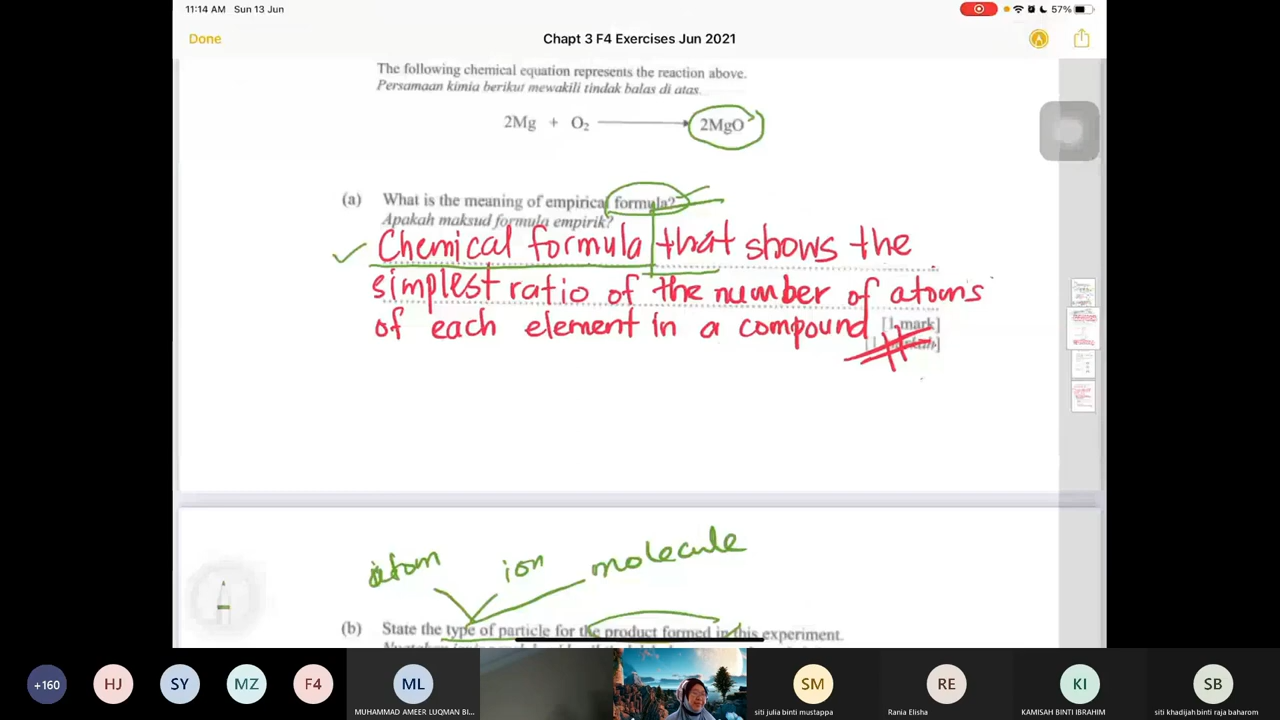 11:14 AM Sun 13 Jun
57%
Done
Chapt 3 F4 Exercises Jun 2021
The following chemical equation represents the reaction above.
Persamaan kimia berikut mewakili tindak balas di atas.
2Mg + O₂ → 2MgO
(a) What is the meaning of empirical formula?
Apakah maksud formula empirik?
Chemical formula that shows the
simplest ratio of the number of atoms
of each element in a compound
[1 mark]
atom ion molecule
(b) State the type of particle for the product formed in this experiment.
+160
HJ
SY
MZ
F4
ML
SM
RE
KI
SB
MUHAMMAD AMEER LUQMAN BI...
siti julia binti mustappa
Rania Elisha
KAMISAH BINTI IBRAHIM
siti khadijah binti raja baharom